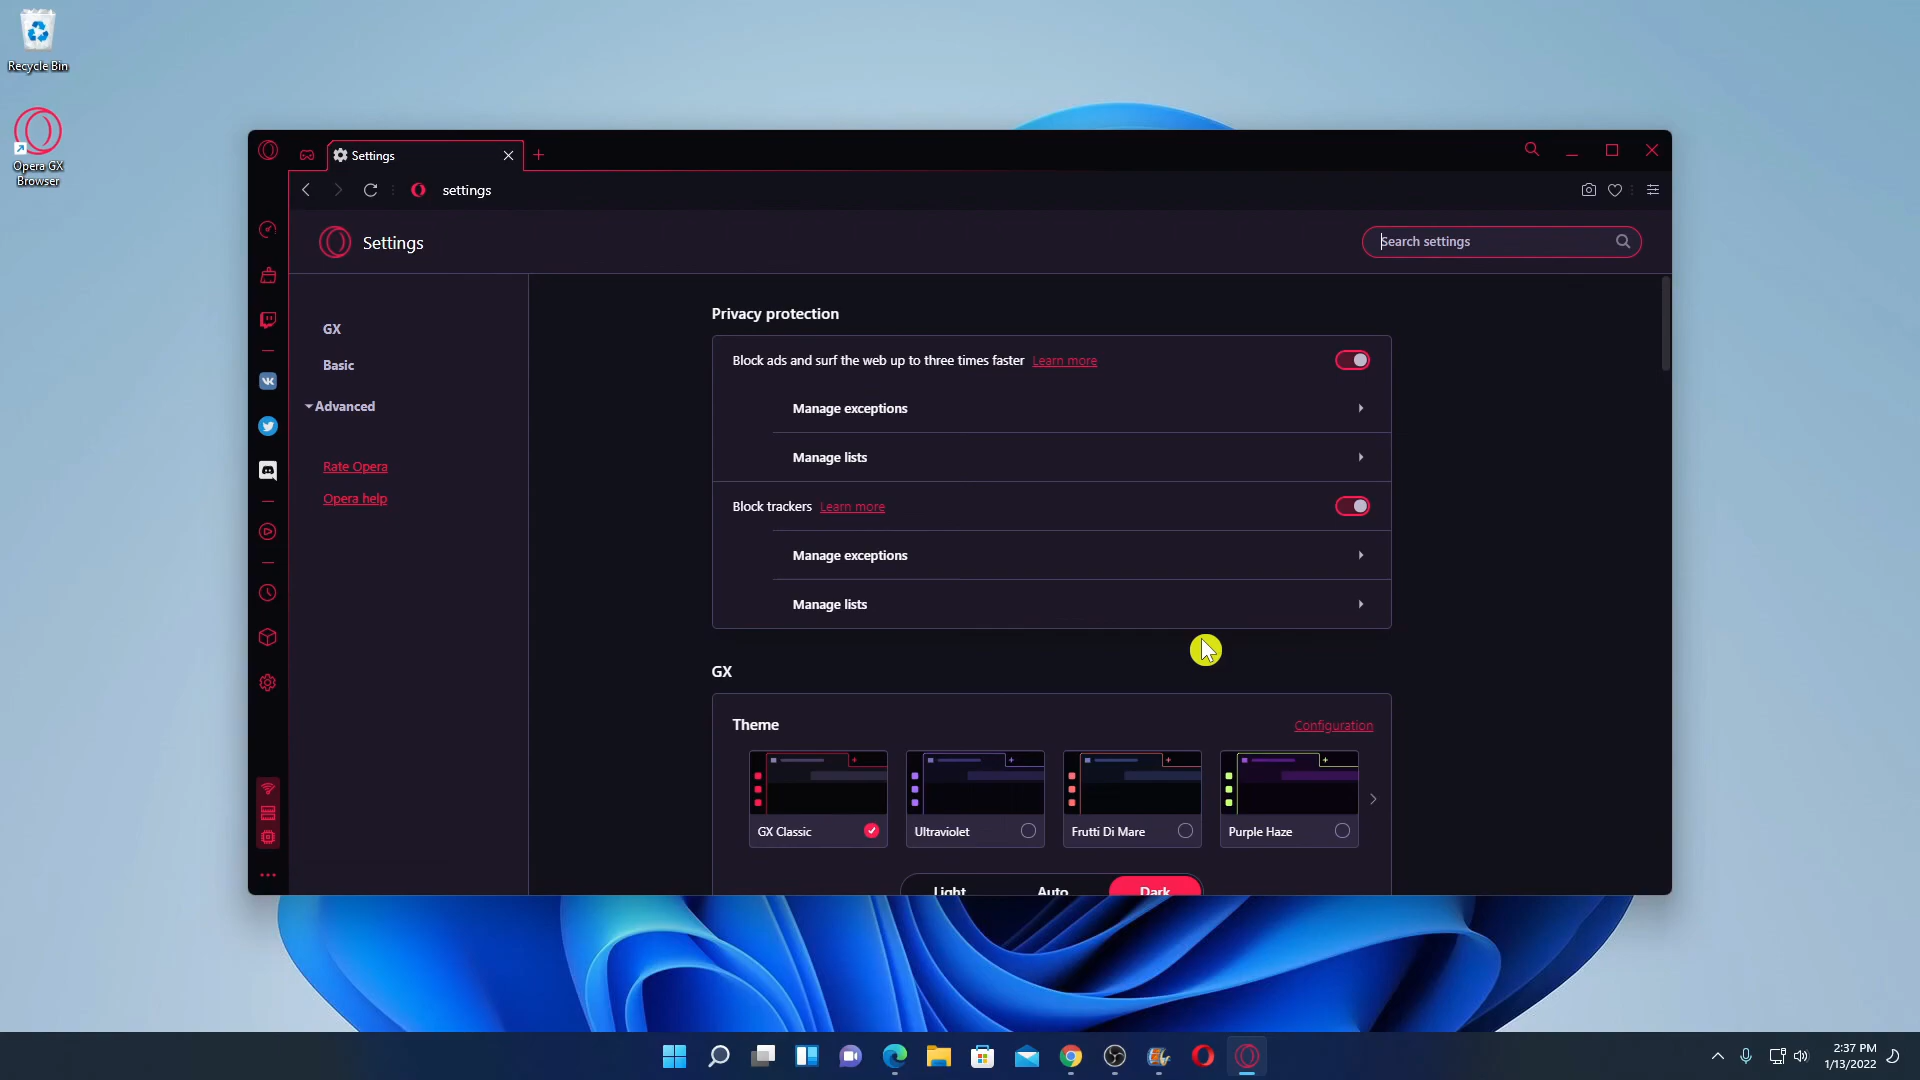 Recycle Bin
Opera GX
Browser
Settings
settings
Settings
Search settings
GX
Basic
Advanced
Rate Opera
Opera help
Privacy protection
Block ads and surf the web up to three times faster Learn more
Manage exceptions
Manage lists
Block trackers Learn more
Manage exceptions
Manage lists
GX
Theme
Configuration
GX Classic
Ultraviolet
Frutti Di Mare
Purple Haze
Light
Auto
Dark
2:37 PM
1/13/2022